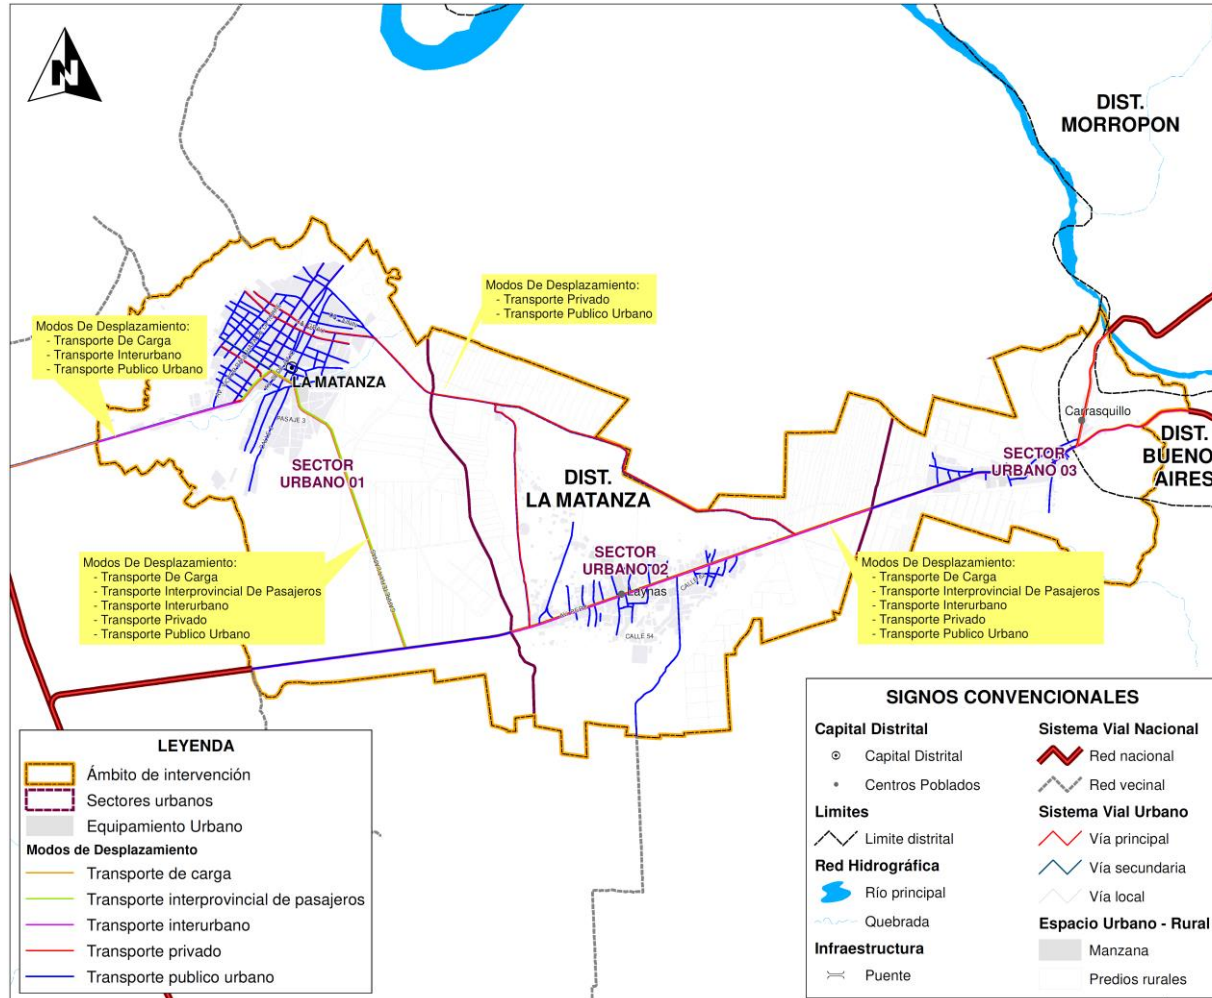 N
DIST.
MORROPON
Modos De Desplazamiento:
- Transporte Privado
- Transporte Publico Urbano
Modos De Desplazamiento:
- Transporte De Carga
- Transporte Interurbano
- Transporte Publico Urbano
LA MATANZA
PASAJE 3
Carrasquillo
SECTOR
URBANO 01
DIST.
LA MATANZA
SECTOR
URBANO 03
DIST.
BUENOS
AIRES
SECTOR
URBANO 02
Laynas
CALLE 54
Modos De Desplazamiento:
- Transporte De Carga
- Transporte Interprovincial De Pasajeros
- Transporte Interurbano
- Transporte Privado
- Transporte Publico Urbano
Modos De Desplazamiento:
- Transporte De Carga
- Transporte Interprovincial De Pasajeros
- Transporte Interurbano
- Transporte Privado
- Transporte Publico Urbano
LEYENDA
Ámbito de intervención
Sectores urbanos
Equipamiento Urbano
Modos de Desplazamiento
Transporte de carga
Transporte interprovincial de pasajeros
Transporte interurbano
Transporte privado
Transporte publico urbano
SIGNOS CONVENCIONALES
Capital Distrital
Capital Distrital
Centros Poblados
Limites
Limite distrital
Red Hidrográfica
Río principal
Quebrada
Infraestructura
Puente
Sistema Vial Nacional
Red nacional
Red vecinal
Sistema Vial Urbano
Vía principal
Vía secundaria
Vía local
Espacio Urbano - Rural
Manzana
Predios rurales